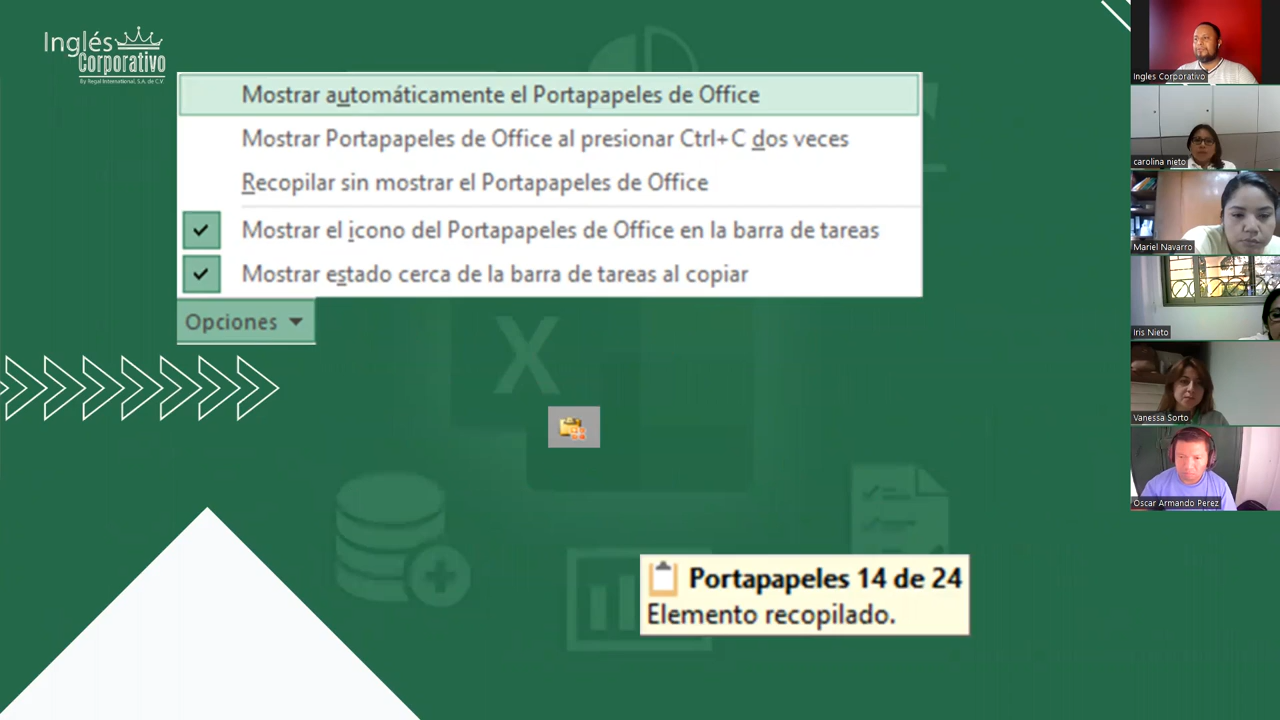 Inglés
Corporativo
By Regal International, S.A. de C.V.
Mostrar automáticamente el Portapapeles de Office
Mostrar Portapapeles de Office al presionar Ctrl+C dos veces
Recopilar sin mostrar el Portapapeles de Office
Mostrar el icono del Portapapeles de Office en la barra de tareas
Mostrar estado cerca de la barra de tareas al copiar
Opciones
X
Portapapeles 14 de 24
Elemento recopilado.
Ingles Corporativo
carolina nieto
Mariel Navarro
Iris Nieto
Vanessa Sorto
Oscar Armando Perez